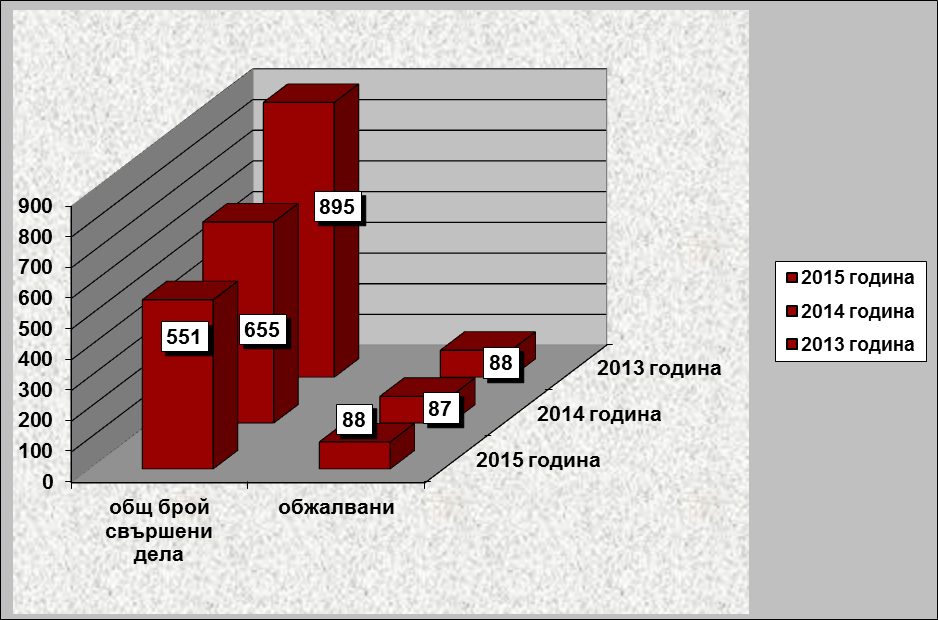 900
800
700
600
500
400
300
200
100
0
895
551
655
88
88
87
2013 година
2014 година
2015 година
общ брой
свършени
дела
обжалвани
2015 година
2014 година
2013 година